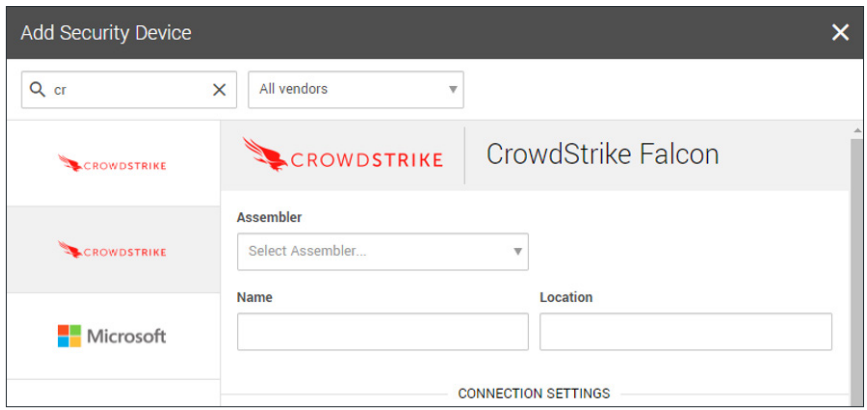 Add Security Device
cr
All vendors
CROWDSTRIKE
CROWDSTRIKE
Microsoft
CROWDSTRIKE
CrowdStrike Falcon
Assembler
Select Assembler...
Name
Location
CONNECTION SETTINGS